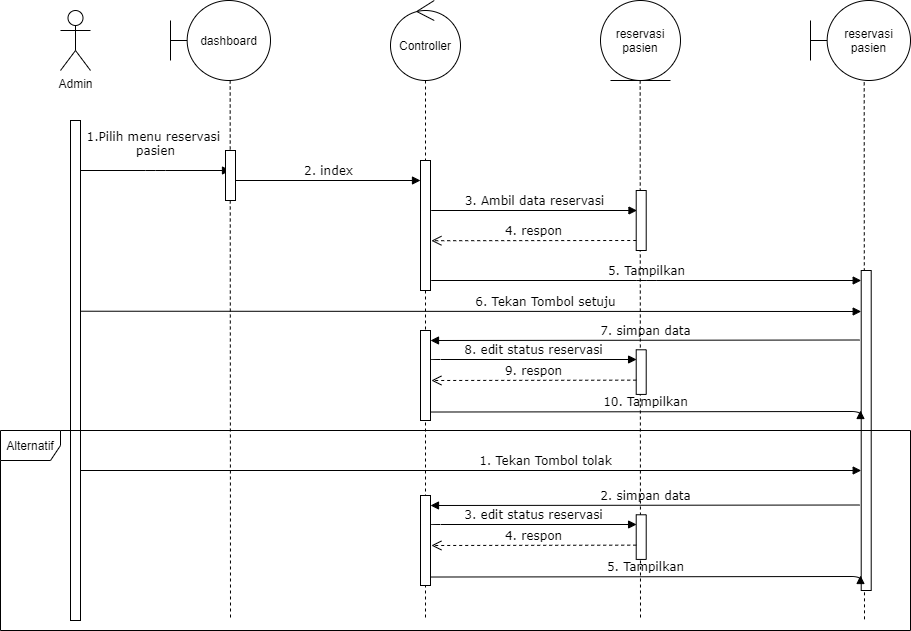 Admin
dashboard
Controller
reservasi
pasien
reservasi
pasien
1.Pilih menu reservasi
pasien
2. index
3. Ambil data reservasi
4. respon
5. Tampilkan
6. Tekan Tombol setuju
7. simpan data
8. edit status reservasi
9. respon
10. Tampilkan
Alternatif
1. Tekan Tombol tolak
2. simpan data
3. edit status reservasi
4. respon
5. Tampilkan